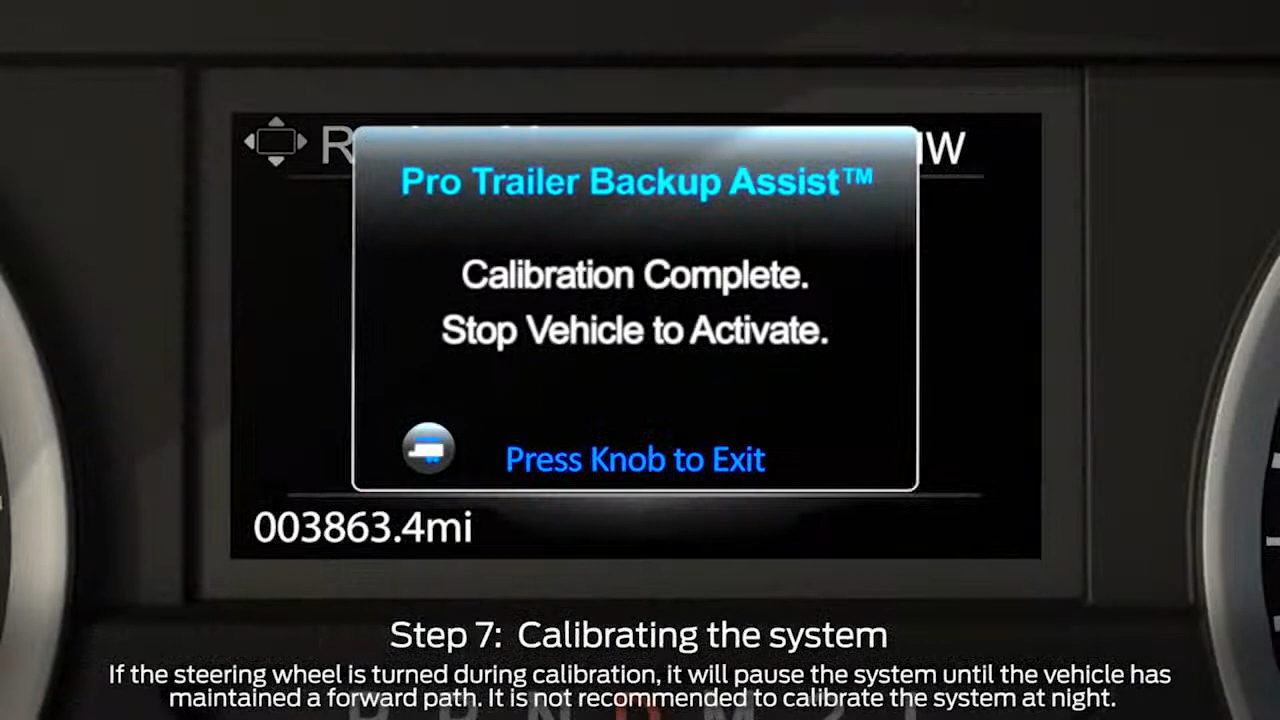 Pro Trailer Backup Assist™
Calibration Complete.
Stop Vehicle to Activate.
Press Knob to Exit
003863.4mi
Step 7: Calibrating the system
If the steering wheel is turned during calibration, it will pause the system until the vehicle has
maintained a forward path. It is not recommended to calibrate the system at night.